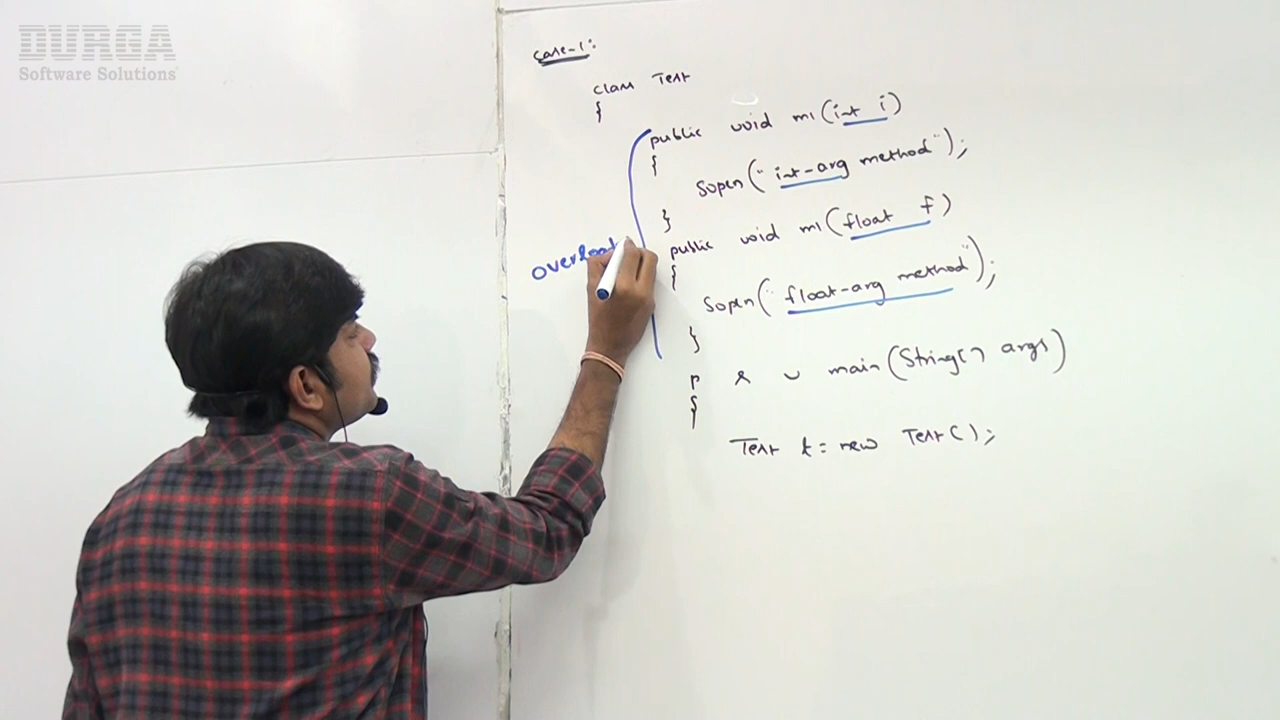 DURGA
Software Solutions
Case-1:
class Test
{
public void m1(int i)
{
Sopln("int-arg method");
}
public void m1(float f)
{
Sopln("float-arg method");
}
p s v main(String[] args)
{
Test t = new Test();
overload